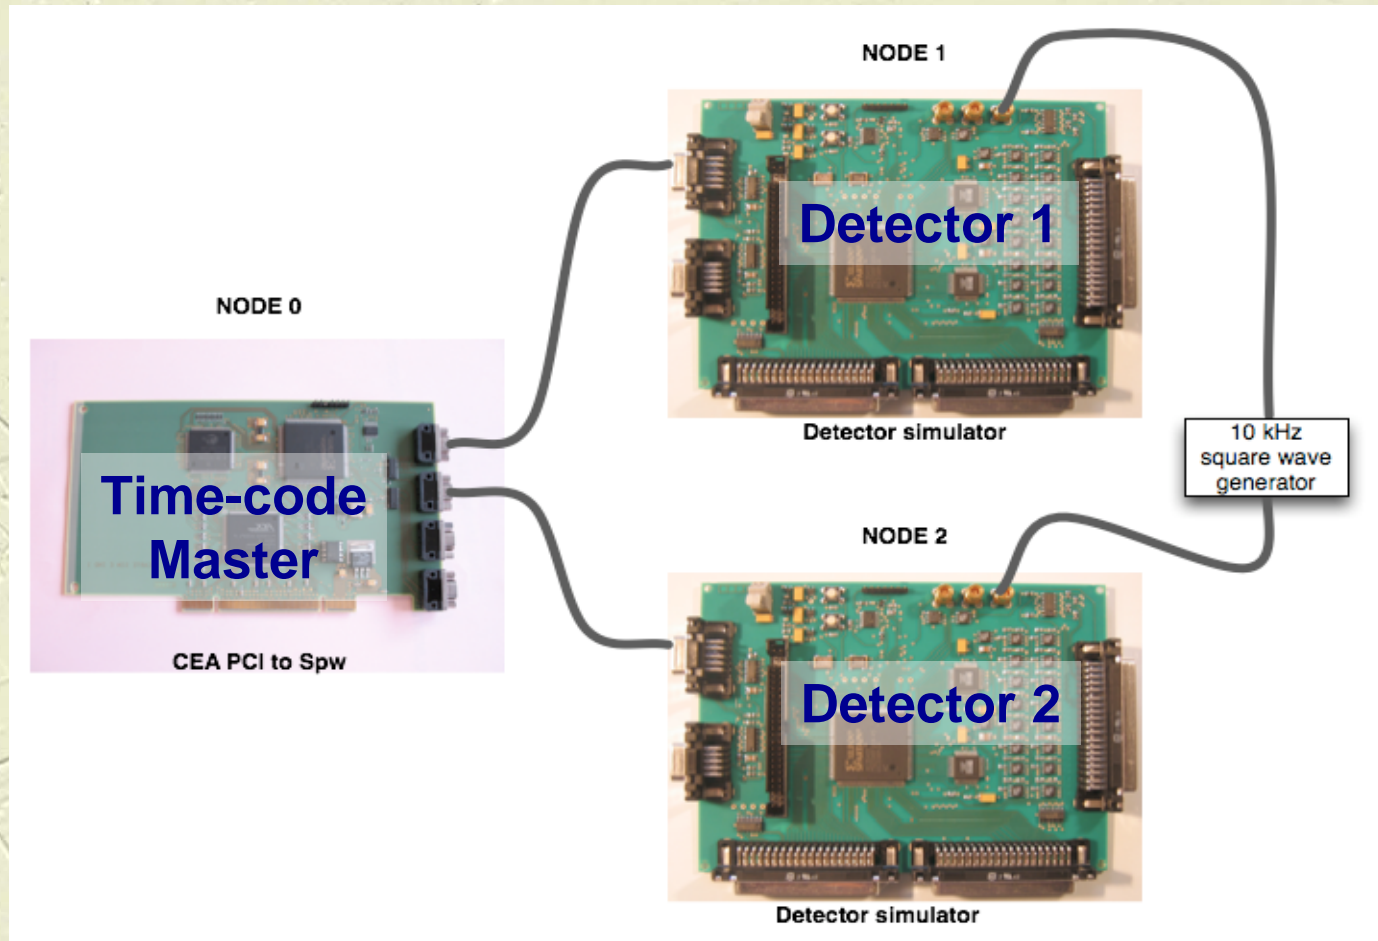 NODE 1
Detector 1
Detector simulator
NODE 0
Time-code
Master
CEA PCI to Spw
10 kHz
square wave
generator
NODE 2
Detector 2
Detector simulator